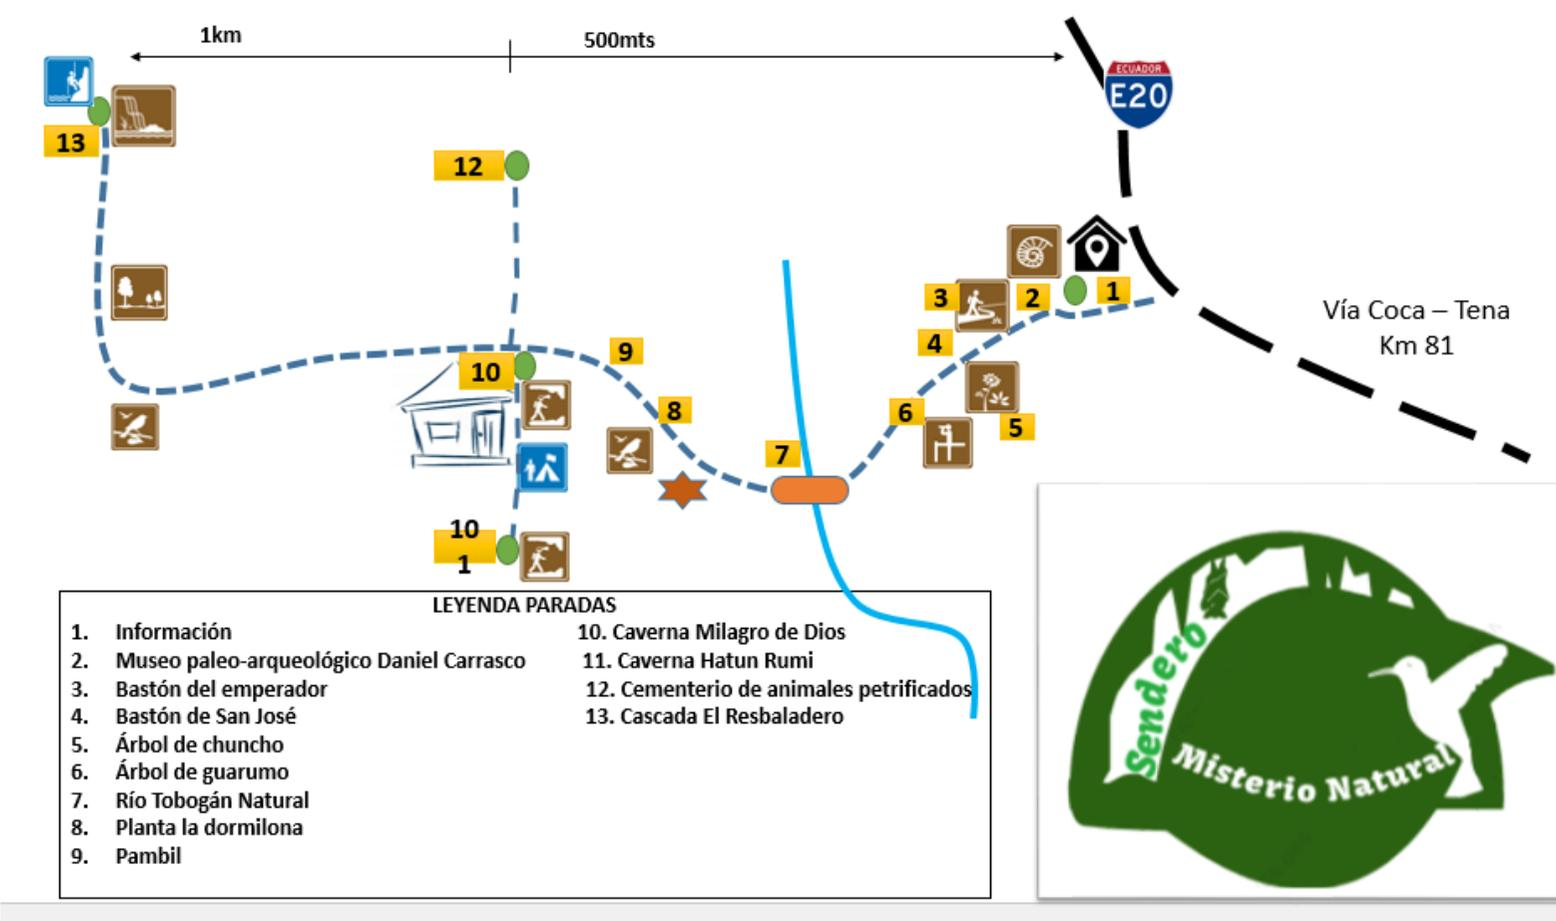 1km
500mts
ECUADOR
E20
13
12
3
2
1
4
Vía Coca – Tena
Km 81
9
10
8
6
5
7
10
1
LEYENDA PARADAS
1. Información
2. Museo paleo-arqueológico Daniel Carrasco
3. Bastón del emperador
4. Bastón de San José
5. Árbol de chuncho
6. Árbol de guarumo
7. Río Tobogán Natural
8. Planta la dormilona
9. Pambil
10. Caverna Milagro de Dios
11. Caverna Hatun Rumi
12. Cementerio de animales petrificados
13. Cascada El Resbaladero
Sendero
Misterio Natural